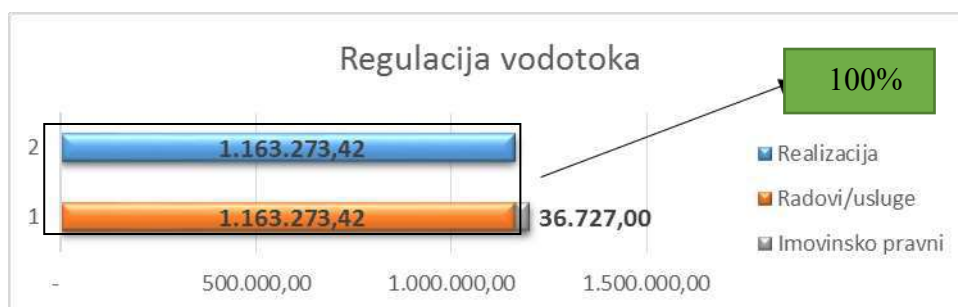 Regulacija vodotoka
100%
2
1.163.273,42
Realizacija
Radovi/usluge
1
1.163.273,42
36.727,00
Imovinsko pravni
-
500.000,00
1.000.000,00
1.500.000,00